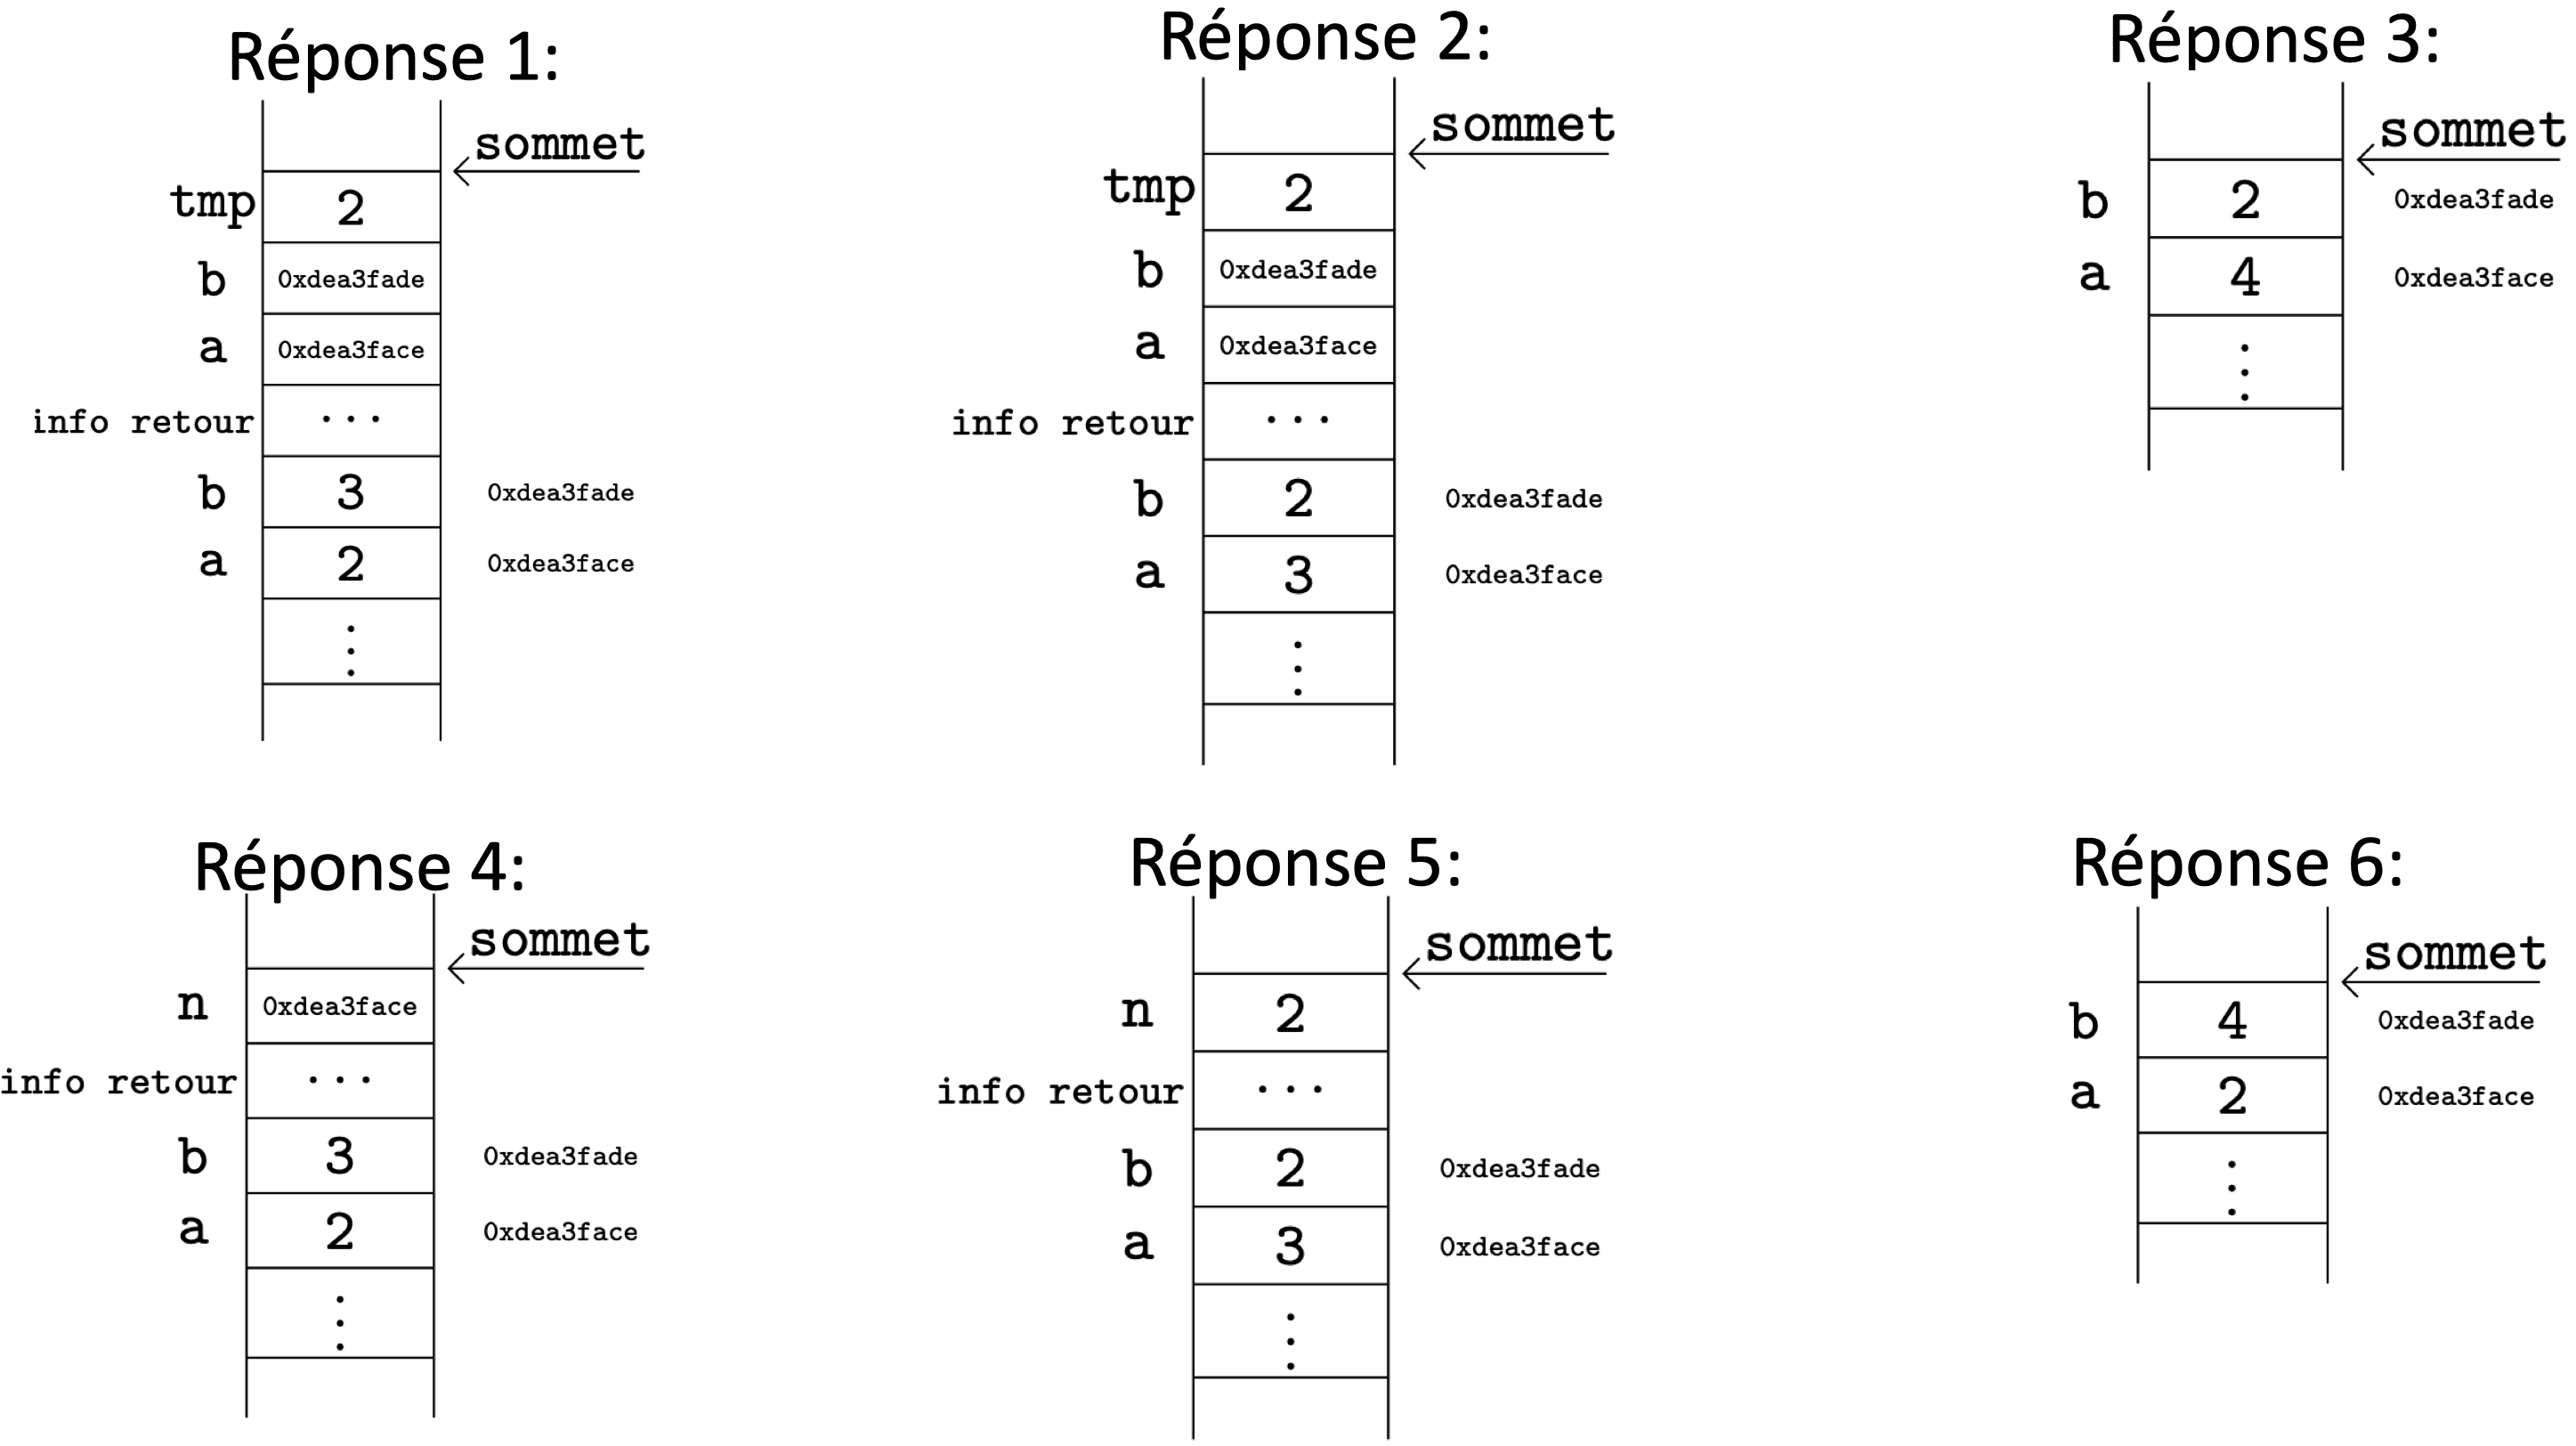 Réponse 1:
sommet
tmp 2
b 0xdea3fade
a 0xdea3face
info retour ...
b 3 0xdea3fade
a 2 0xdea3face
Réponse 2:
sommet
tmp 2
b 0xdea3fade
a 0xdea3face
info retour ...
b 2 0xdea3fade
a 3 0xdea3face
Réponse 3:
sommet
b 2 0xdea3fade
a 4 0xdea3face
Réponse 4:
sommet
n 0xdea3face
info retour ...
b 3 0xdea3fade
a 2 0xdea3face
Réponse 5:
sommet
n 2
info retour ...
b 2 0xdea3fade
a 3 0xdea3face
Réponse 6:
sommet
b 4 0xdea3fade
a 2 0xdea3face